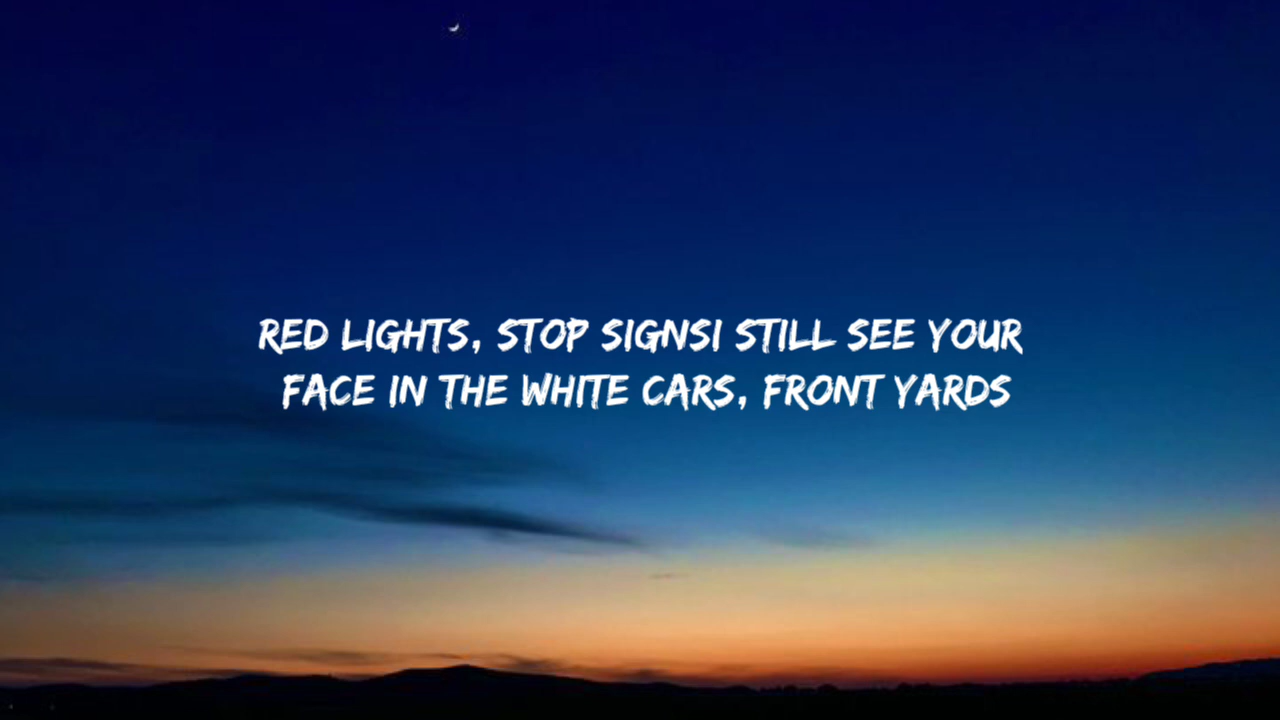 RED LIGHTS, STOP SIGNSI STILL SEE YOUR
FACE IN THE WHITE CARS, FRONT YARDS